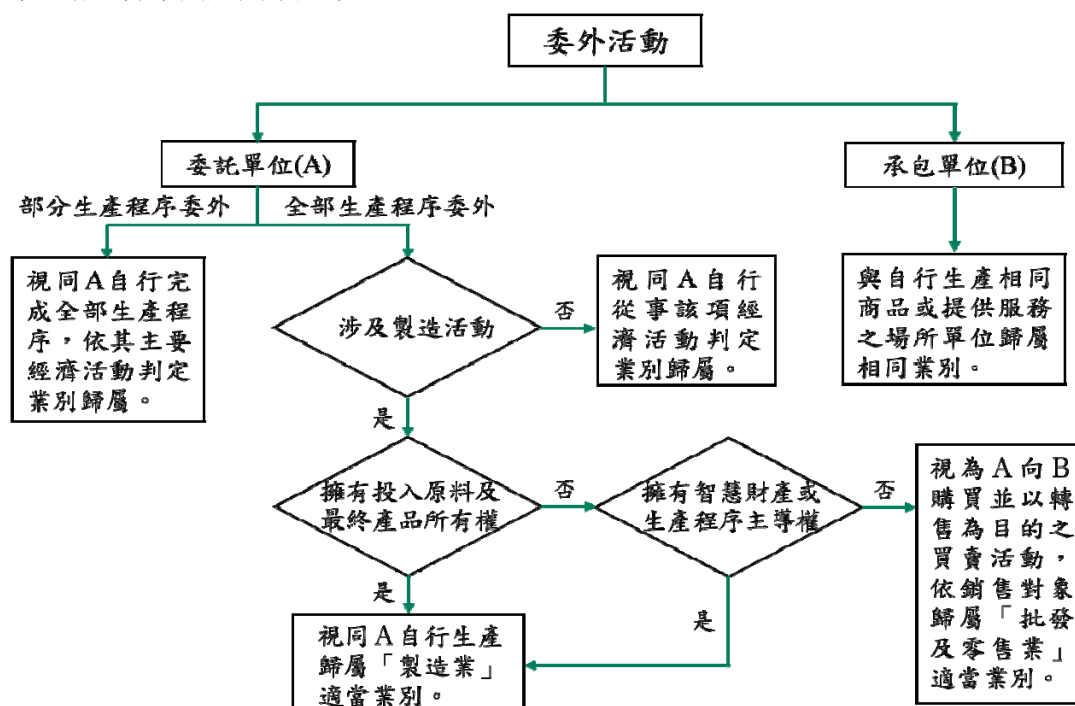 委外活動
委託單位(A)
承包單位(B)
部分生產程序委外
全部生產程序委外
視同A自行完
成全部生產程
序，依其主要
經濟活動判定
業別歸屬。
涉及製造活動
否
視同A自行
從事該項經
濟活動判定
業別歸屬。
與自行生產相同
商品或提供服務
之場所單位歸屬
相同業別。
是
擁有投入原料及
最終產品所有權
否
擁有智慧財產或
生產程序主導權
否
視為A向B
購買並以轉
售為目的之
買賣活動，
依銷售對象
歸屬「批發
及零售業」
適當業別。
是
是
視同A自行生產
歸屬「製造業」
適當業別。